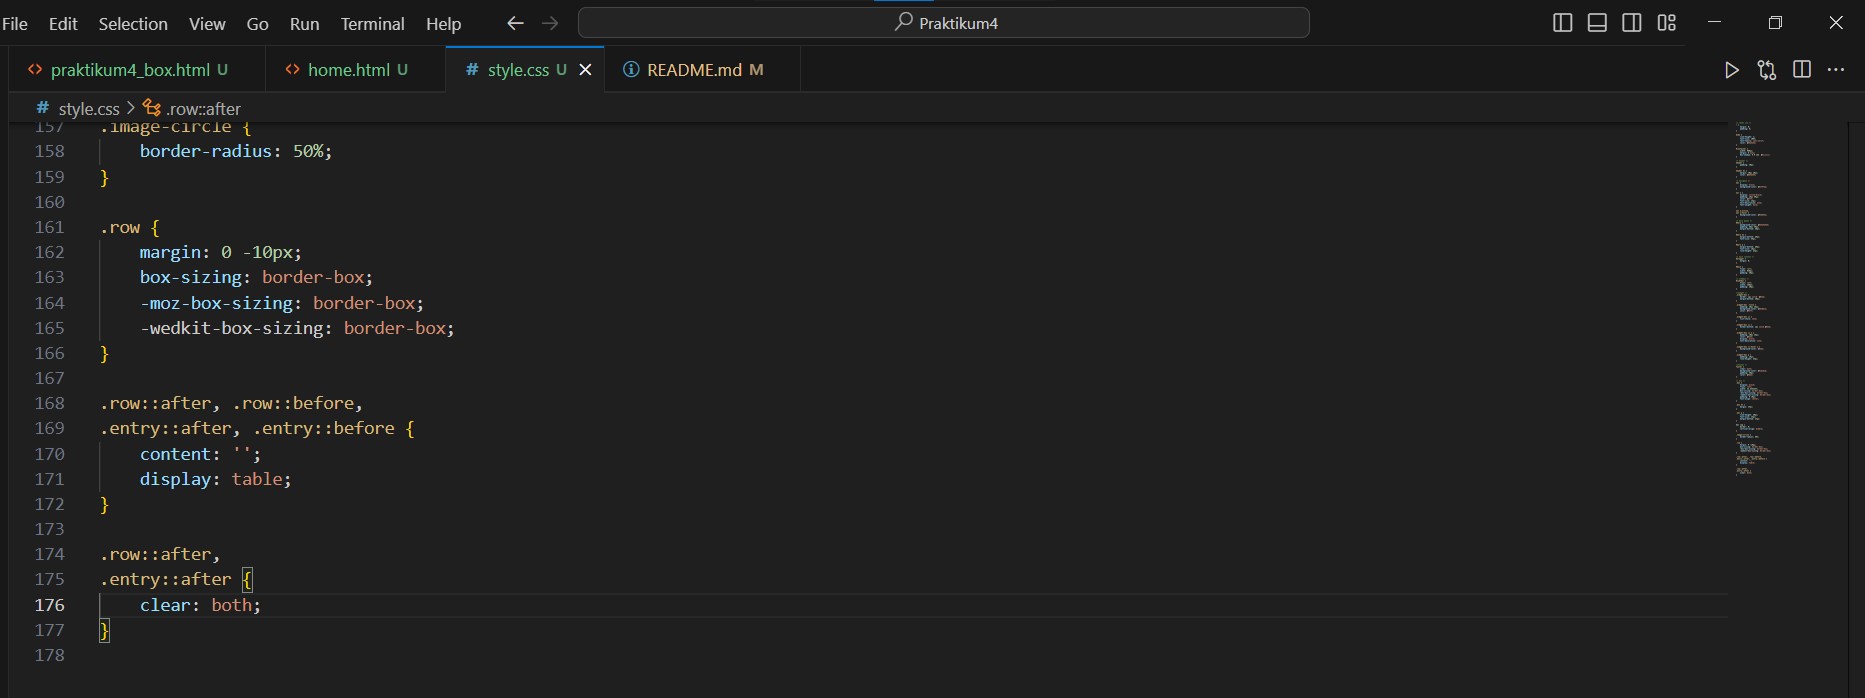 File Edit Selection View Go Run Terminal Help Praktikum4
praktikum4_box.html U home.html U # style.css U README.md M
# style.css .row::after
157 .image-circle {
158 border-radius: 50%;
159 }
160
161 .row {
162 margin: 0 -10px;
163 box-sizing: border-box;
164 -moz-box-sizing: border-box;
165 -wedkit-box-sizing: border-box;
166 }
167
168 .row::after, .row::before,
169 .entry::after, .entry::before {
170 content: '';
171 display: table;
172 }
173
174 .row::after,
175 .entry::after {
176 clear: both;
177 }
178